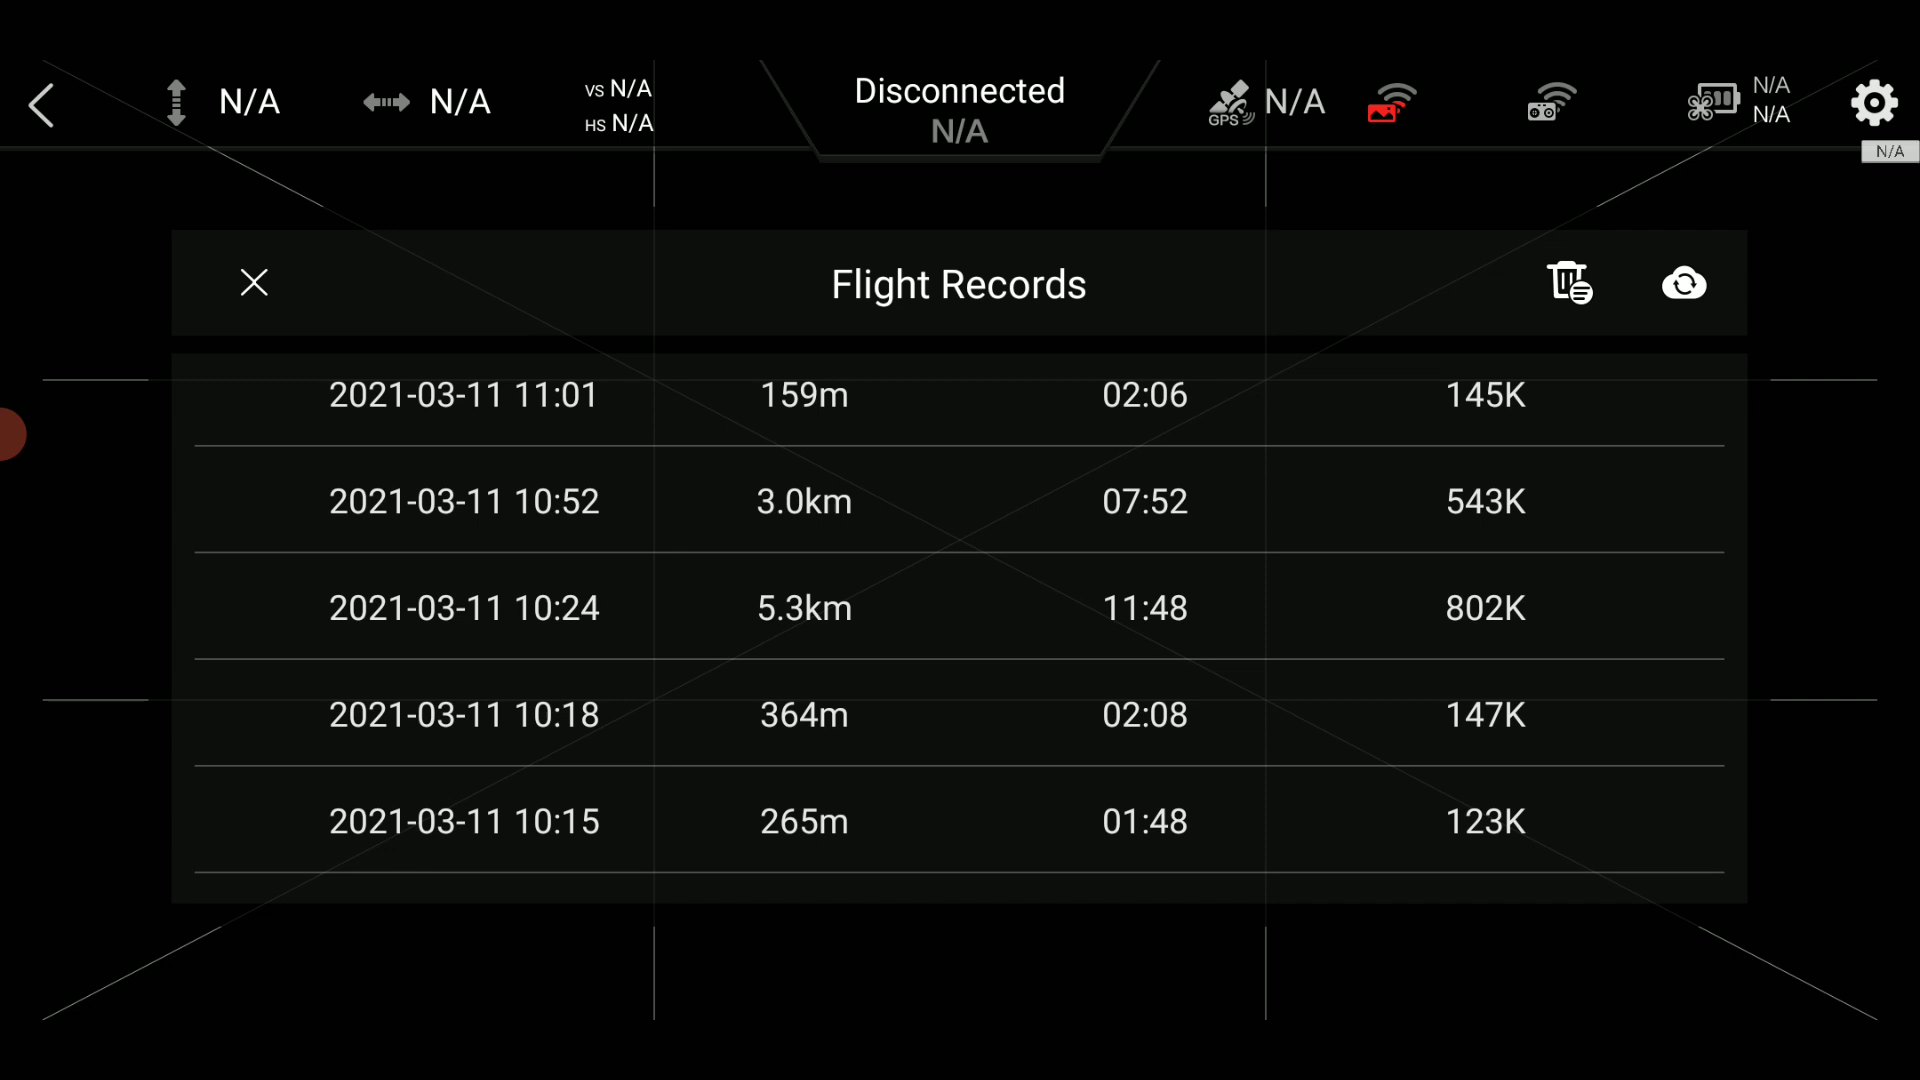 N/A
N/A
VS N/A
HS N/A
Disconnected
N/A
GPS N/A
N/A
N/A
N/A
Flight Records
2021-03-11 11:01 159m 02:06 145K
2021-03-11 10:52 3.0km 07:52 543K
2021-03-11 10:24 5.3km 11:48 802K
2021-03-11 10:18 364m 02:08 147K
2021-03-11 10:15 265m 01:48 123K